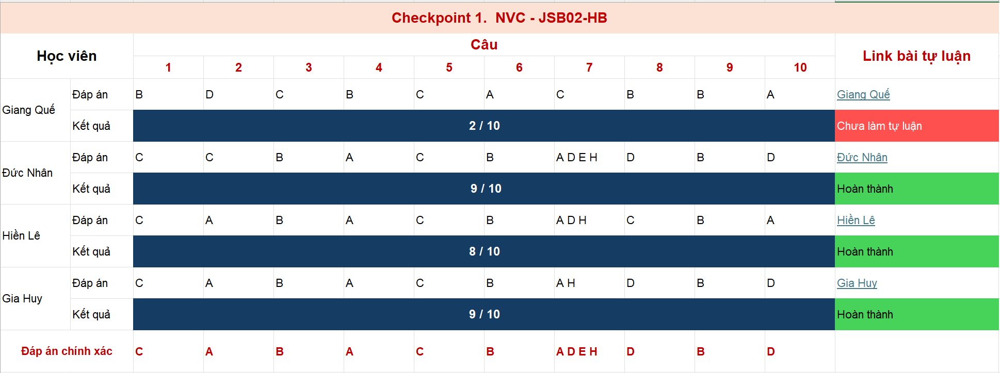 Checkpoint 1.  NVC - JSB02-HB
Học viên Câu Link bài tự luận
1 2 3 4 5 6 7 8 9 10
Giang Quế
Đáp án B D C B C A C B B A Giang Quế
Kết quả 2 / 10 Chưa làm tự luận
Đức Nhân
Đáp án C C B A C B A D E H D B D Đức Nhân
Kết quả 9 / 10 Hoàn thành
Hiền Lê
Đáp án C A B A C B A D H C B A Hiền Lê
Kết quả 8 / 10 Hoàn thành
Gia Huy
Đáp án C A B A C B A H D B D Gia Huy
Kết quả 9 / 10 Hoàn thành
Đáp án chính xác C A B A C B A D E H D B D